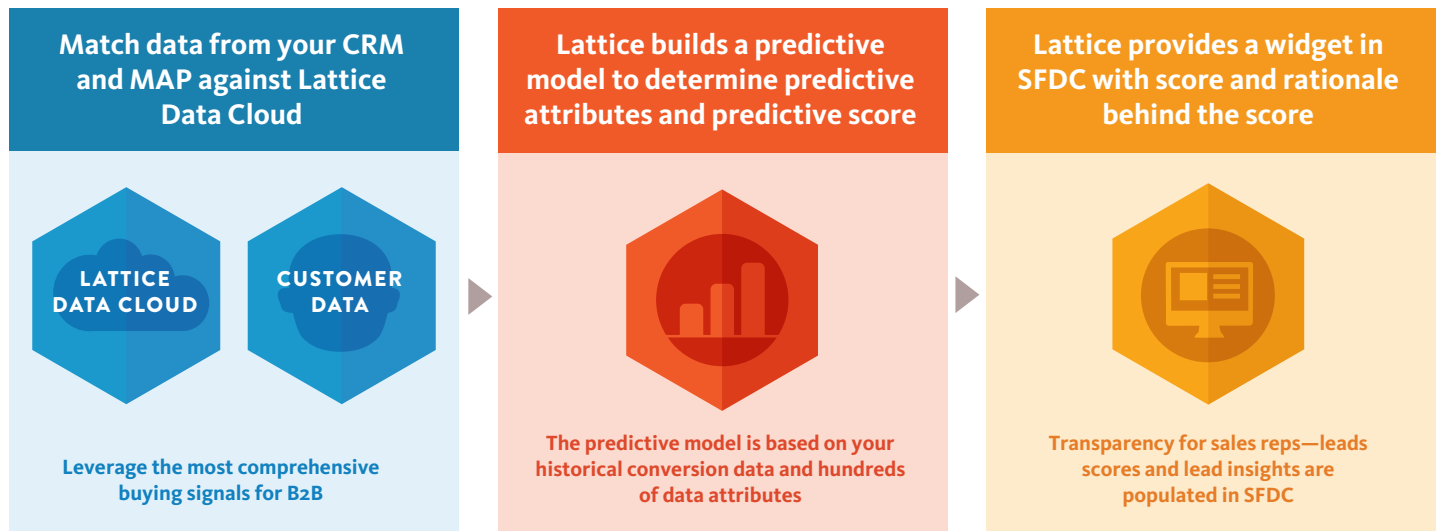 Match data from your CRM
and MAP against Lattice
Data Cloud
LATTICE
DATA CLOUD
CUSTOMER
DATA
Leverage the most comprehensive
buying signals for B2B
Lattice builds a predictive
model to determine predictive
attributes and predictive score
The predictive model is based on your
historical conversion data and hundreds
of data attributes
Lattice provides a widget in
SFDC with score and rationale
behind the score
Transparency for sales reps—leads
scores and lead insights are
populated in SFDC